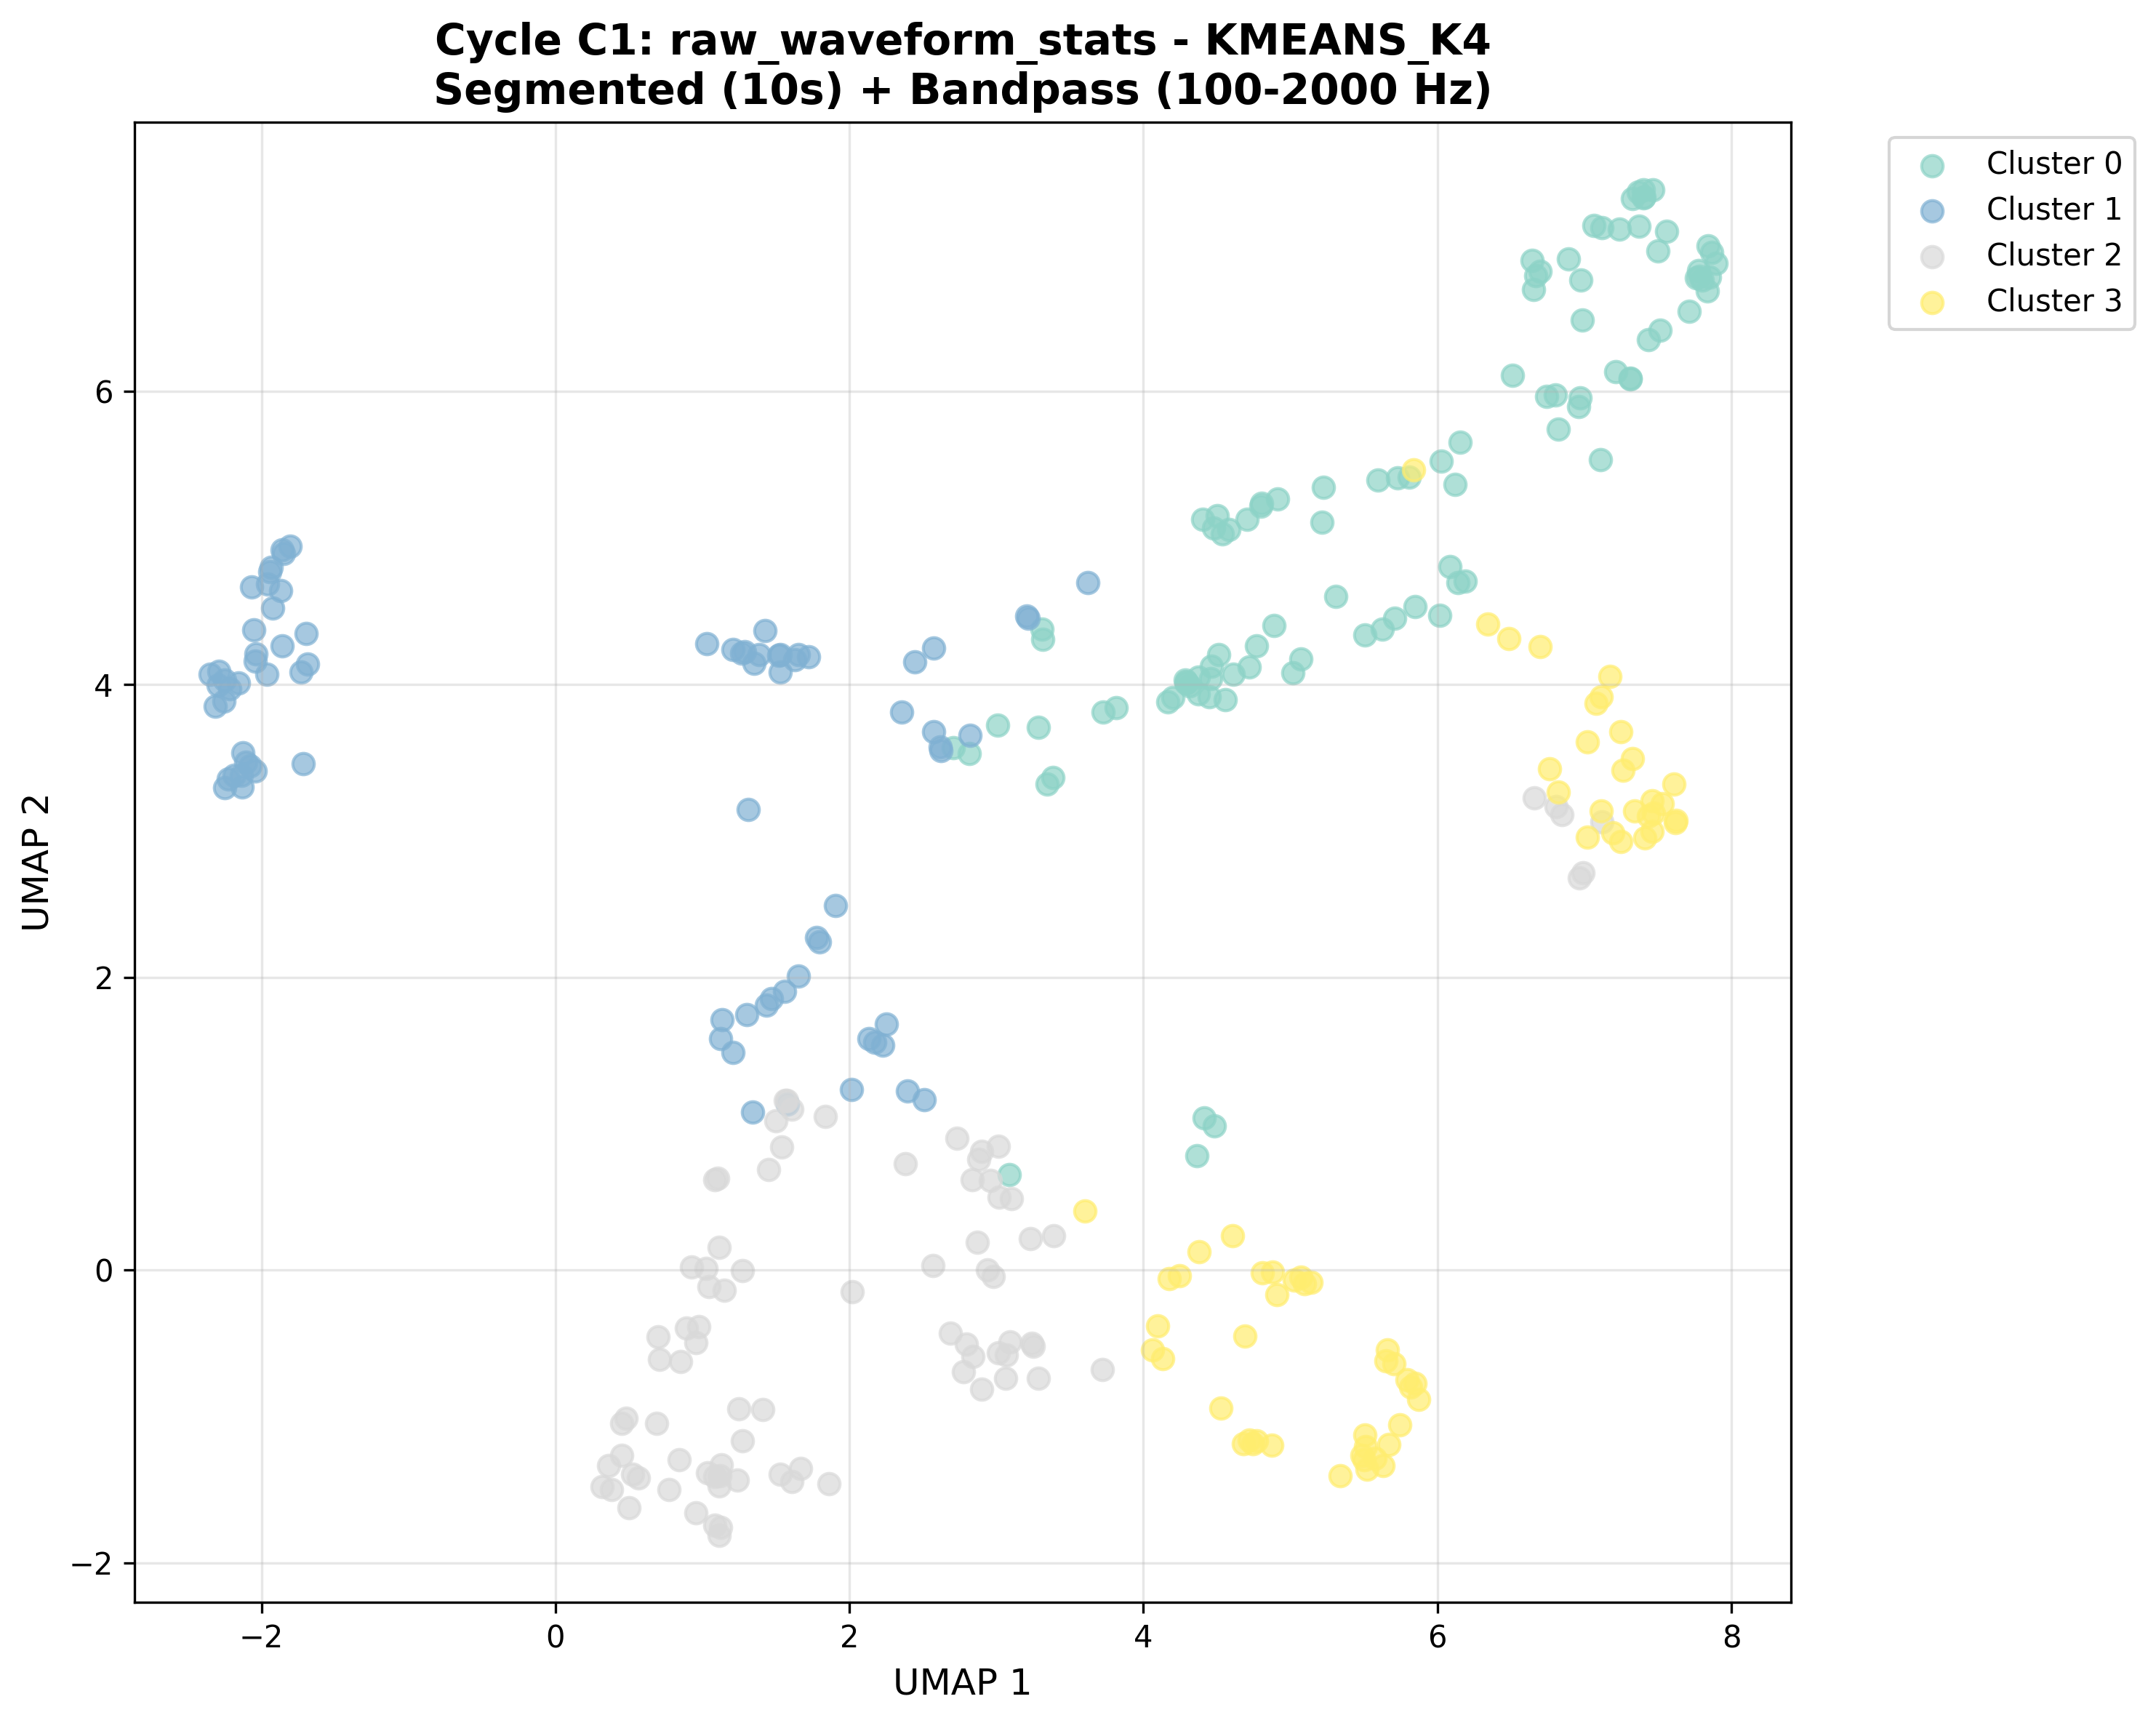 Cycle C1: raw_waveform_stats - KMEANS_K4
Segmented (10s) + Bandpass (100-2000 Hz)
Cluster 0
Cluster 1
Cluster 2
Cluster 3
UMAP 2
6
4
2
0
−2
−2
0
2
4
6
8
UMAP 1